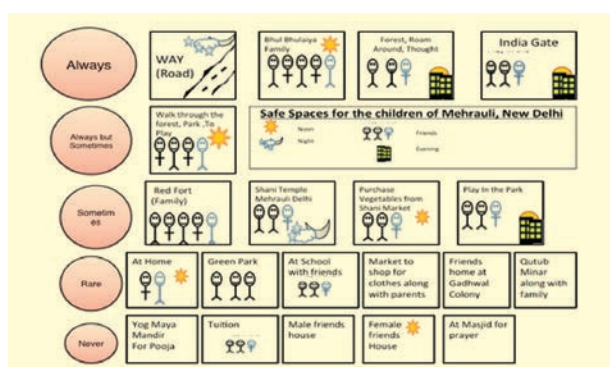 Always
WAY
(Road)
Bhul Bhulaiya
Family
Forest, Roam
Around, Thought
India Gate
Always but
Sometimes
Walk through the
forest, Park ,To
Play
Safe Spaces for the children of Mehrauli, New Delhi
Noon
Friends
Night
Evening
Sometim
es
Red Fort
(Family)
Shani Temple
Mehrauli Delhi
Purchase
Vegetables from
Shani Market
Play In the Park
Rare
At Home
Green Park
At School
with friends
Market to
shop for
clothes along
with parents
Friends
home at
Gadhwal
Colony
Qutub
Minar
along with
family
Never
Yog Maya
Mandir
For Pooja
Tuition
Male friends
house
Female
friends
House
At Masjid for
prayer